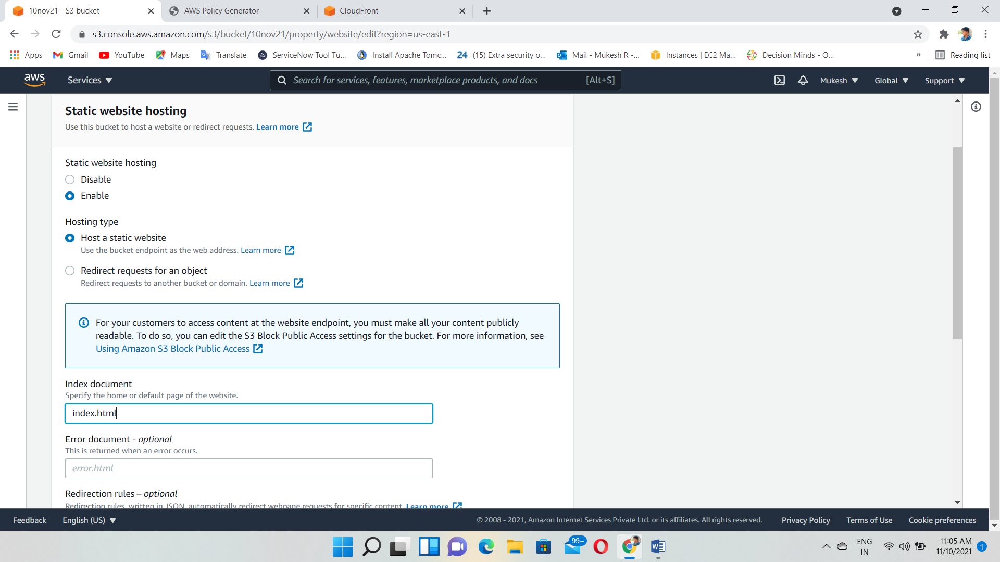 10nov21 - S3 bucket
AWS Policy Generator
CloudFront
s3.console.aws.amazon.com/s3/bucket/10nov21/property/website/edit?region=us-east-1
Apps
Gmail
YouTube
Maps
Translate
ServiceNow Tool Tu...
Install Apache Tomc...
24 (15) Extra security o...
Mail - Mukesh R -...
Instances | EC2 Ma...
Decision Minds - O...
»
Reading list
aws
Services
Search for services, features, marketplace products, and docs
[Alt+S]
Mukesh
Global
Support
Static website hosting
Use this bucket to host a website or redirect requests. Learn more
Static website hosting
Disable
Enable
Hosting type
Host a static website
Use the bucket endpoint as the web address. Learn more
Redirect requests for an object
Redirect requests to another bucket or domain. Learn more
For your customers to access content at the website endpoint, you must make all your content publicly
readable. To do so, you can edit the S3 Block Public Access settings for the bucket. For more information, see
Using Amazon S3 Block Public Access
Index document
Specify the home or default page of the website.
index.html
Error document - optional
This is returned when an error occurs.
error.html
Redirection rules – optional
Redirection rules, written in JSON, automatically redirect webpage requests for specific content. Learn more
Feedback
English (US)
© 2008 - 2021, Amazon Internet Services Private Ltd. or its affiliates. All rights reserved.
Privacy Policy
Terms of Use
Cookie preferences
99+
ENG
IN
11:05 AM
11/10/2021
1